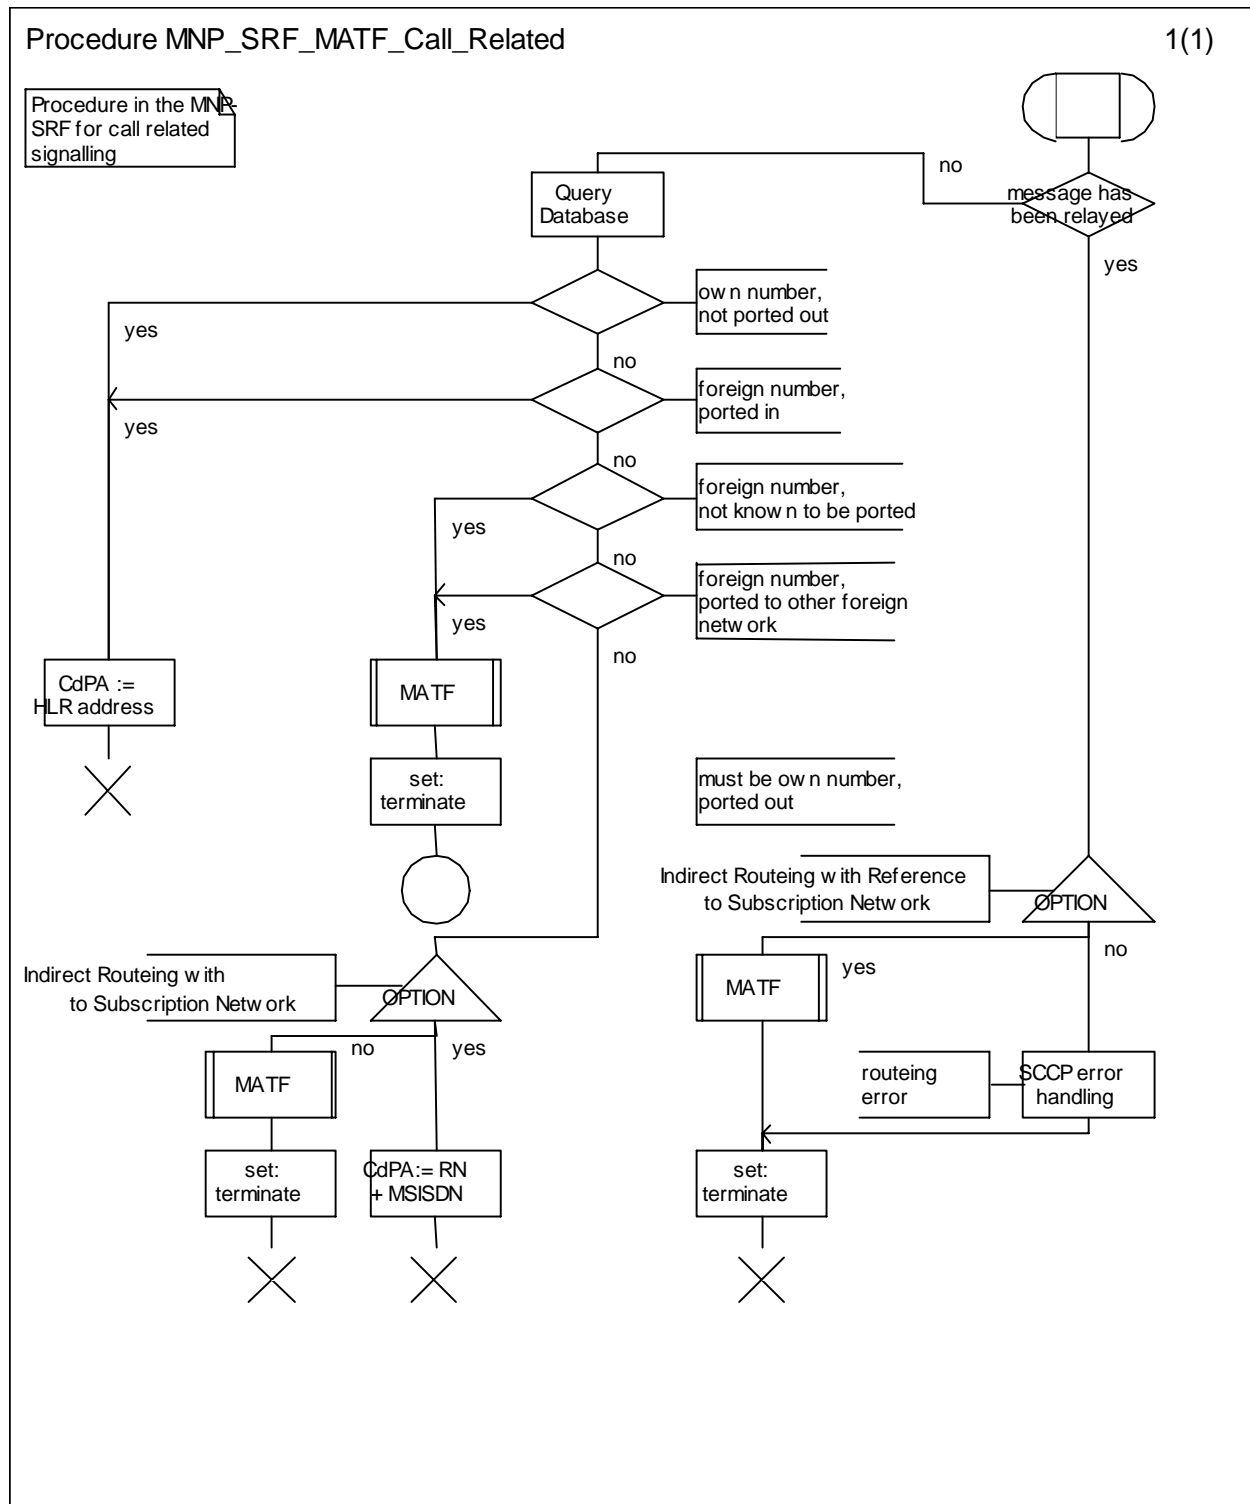 Procedure MNP_SRF_MATF_Call_Related
1(1)
Procedure in the MNP-
SRF for call related
signalling
no
message has
been relayed
yes
Query
Database
own number,
not ported out
yes
no
foreign number,
ported in
yes
no
foreign number,
not known to be ported
yes
no
foreign number,
ported to other foreign
network
yes
no
CdPA :=
HLR address
MATF
set:
terminate
must be own number,
ported out
Indirect Routeing with Reference
to Subscription Network
OPTION
no
yes
MATF
Indirect Routeing with
to Subscription Network
OPTION
no
yes
MATF
routeing
error
SCCP error
handling
set:
terminate
CdPA:= RN
+ MSISDN
set:
terminate